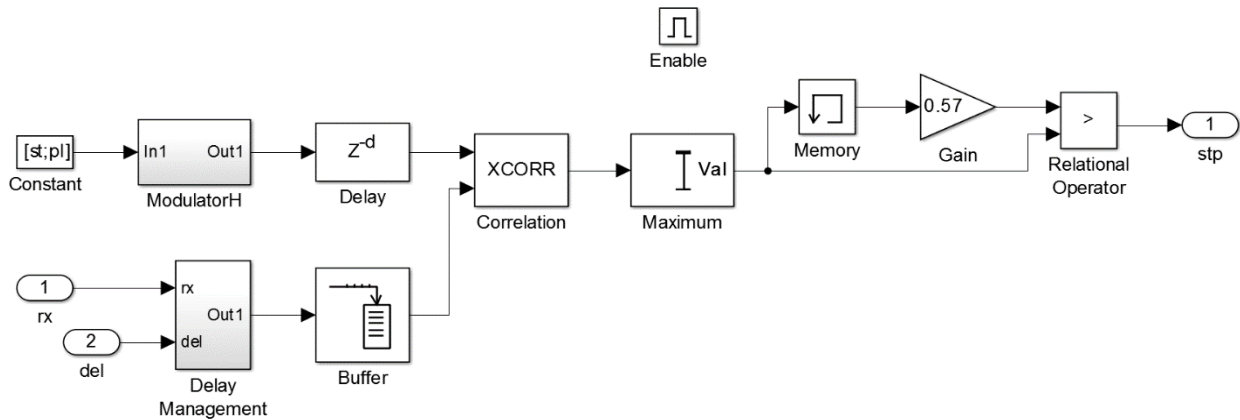 Enable
[st;pl]
Constant
In1
Out1
ModulatorH
Z-d
Delay
XCORR
Correlation
Val
Maximum
Memory
0.57
Gain
>
Relational
Operator
1
stp
1
rx
2
del
rx
del
Out1
Delay
Management
Buffer